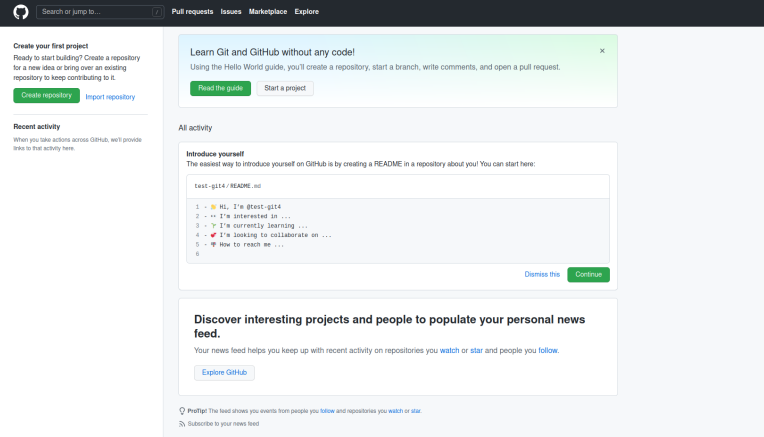 Search or jump to… /
Pull requests Issues Marketplace Explore
Create your first project
Ready to start building? Create a repository
for a new idea or bring over an existing
repository to keep contributing to it.
Create repository Import repository
Recent activity
When you take actions across GitHub, we'll provide
links to that activity here.
Learn Git and GitHub without any code!
Using the Hello World guide, you'll create a repository, start a branch, write comments, and open a pull request.
Read the guide Start a project
All activity
Introduce yourself
The easiest way to introduce yourself on GitHub is by creating a README in a repository about you! You can start here:
test-git4 / README.md
1 - 👋 Hi, I'm @test-git4
2 - 👀 I'm interested in ...
3 - 🌱 I'm currently learning ...
4 - 💞️ I'm looking to collaborate on ...
5 - 📫 How to reach me ...
6
Dismiss this Continue
Discover interesting projects and people to populate your personal news
feed.
Your news feed helps you keep up with recent activity on repositories you watch or star and people you follow.
Explore GitHub
ProTip! The feed shows you events from people you follow and repositories you watch or star.
Subscribe to your news feed